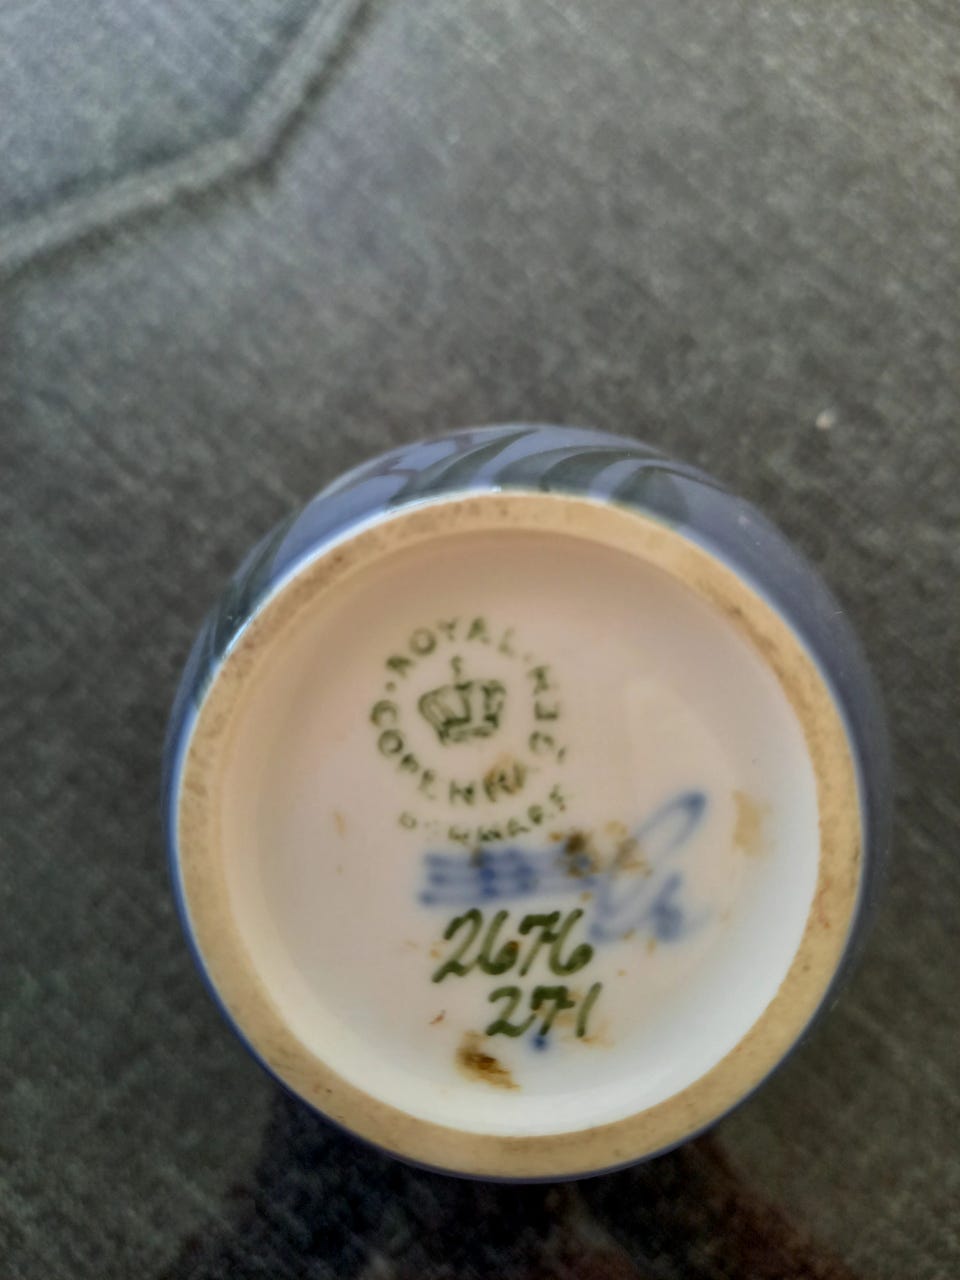 ROYAL
COPENHAGEN
DENMARK
2676
271